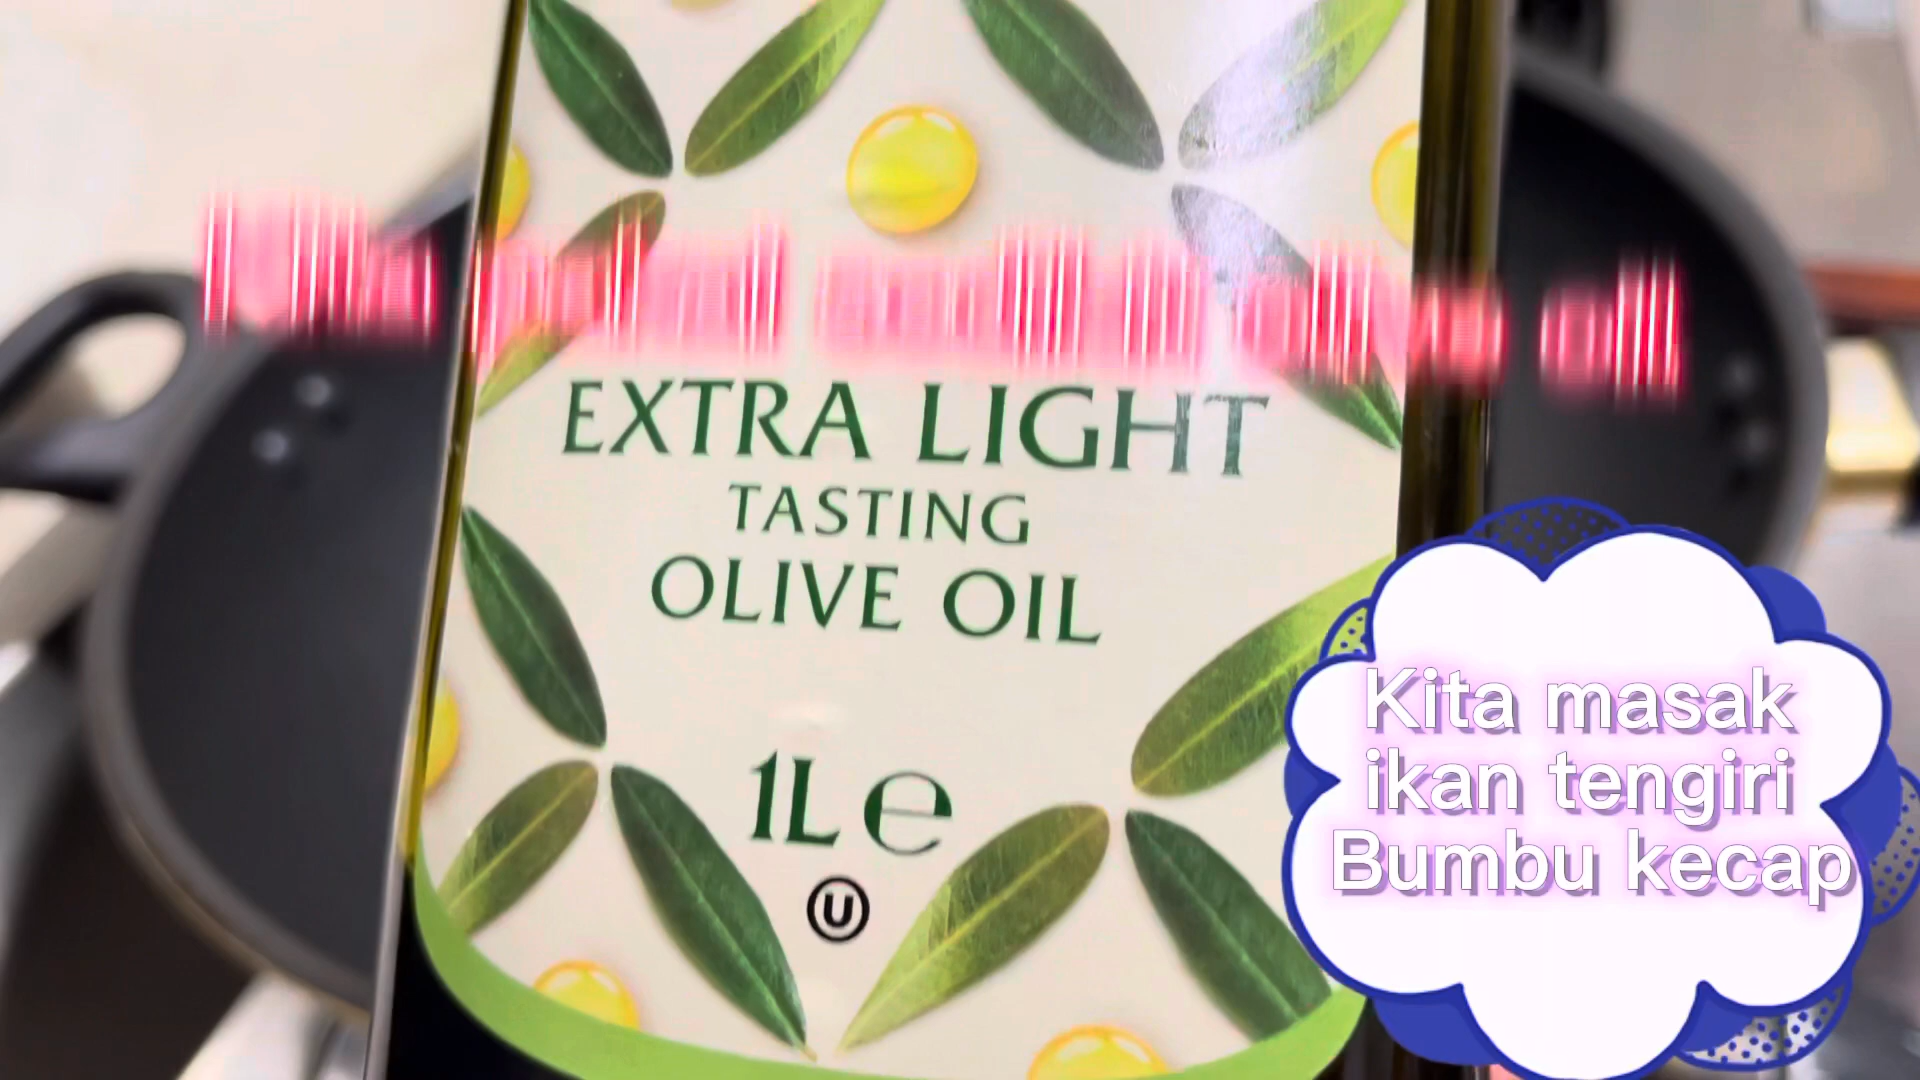 EXTRA LIGHT
TASTING
OLIVE OIL
1L e
U
Kita masak
ikan tengiri
Bumbu kecap